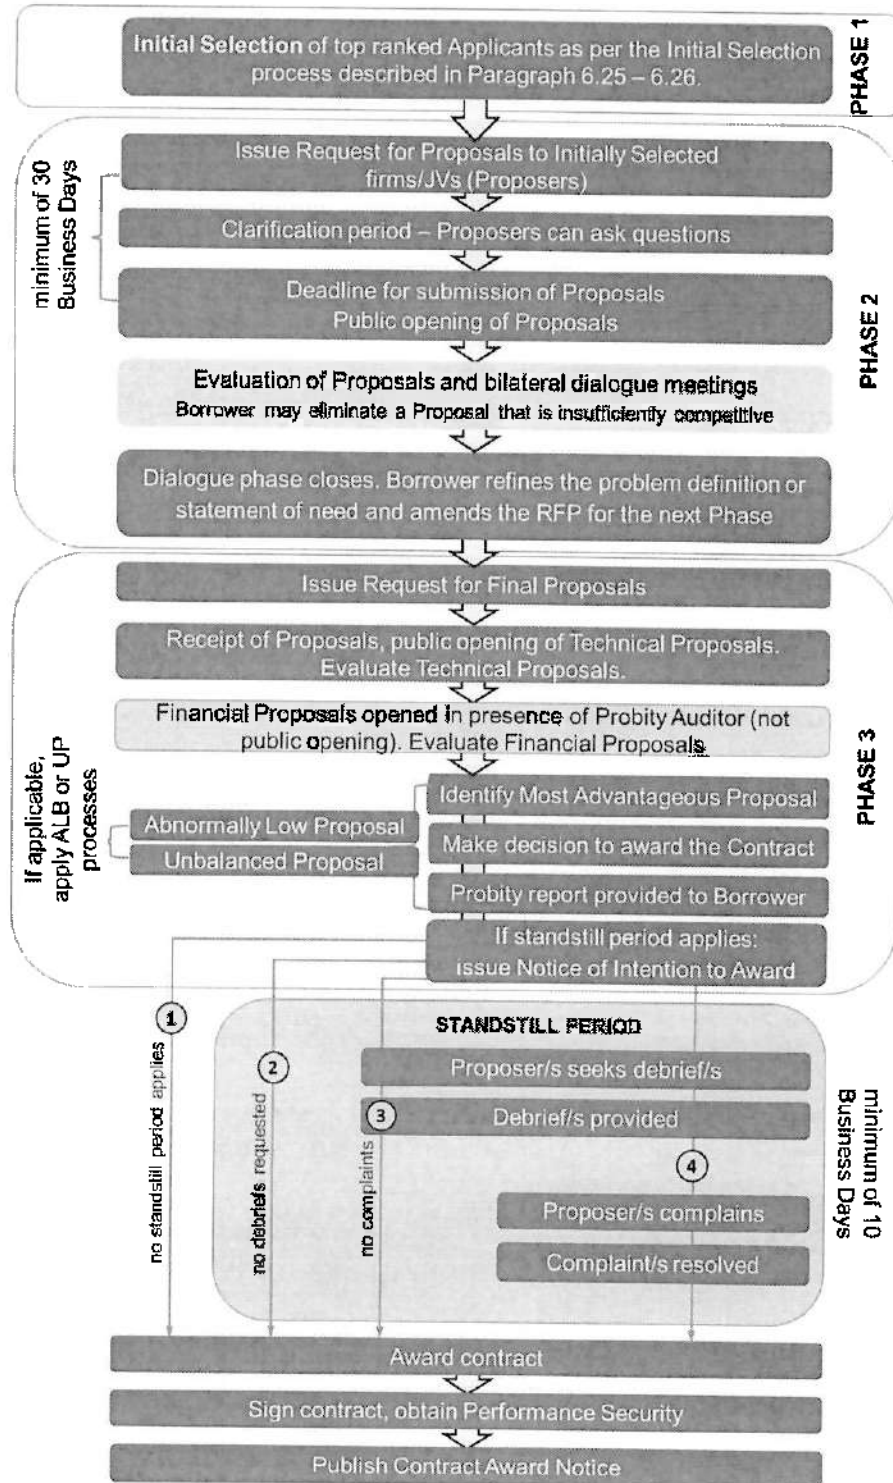 Initial Selection of top ranked Applicants as per the Initial Selection
process described in Paragraph 6.25 – 6.26.
PHASE 1
Issue Request for Proposals to Initially Selected
firms/JVs (Proposers)
minimum of 30
Business Days
Clarification period – Proposers can ask questions
Deadline for submission of Proposals
Public opening of Proposals
PHASE 2
Evaluation of Proposals and bilateral dialogue meetings
Borrower may eliminate a Proposal that is insufficiently competitive
Dialogue phase closes. Borrower refines the problem definition or
statement of need and amends the RFP for the next Phase
Issue Request for Final Proposals
Receipt of Proposals, public opening of Technical Proposals.
Evaluate Technical Proposals.
Financial Proposals opened in presence of Probity Auditor (not
public opening). Evaluate Financial Proposals.
PHASE 3
If applicable,
apply ALB or UP
processes
Abnormally Low Proposal
Unbalanced Proposal
Identify Most Advantageous Proposal
Make decision to award the Contract
Probity report provided to Borrower
If standstill period applies:
issue Notice of Intention to Award
1
no standstill period applies
2
no debriefs requested
3
no complaints
4
STANDSTILL PERIOD
Proposer/s seeks debrief/s
Debrief/s provided
Proposer/s complains
Complaint/s resolved
minimum of 10
Business Days
Award contract
Sign contract, obtain Performance Security
Publish Contract Award Notice